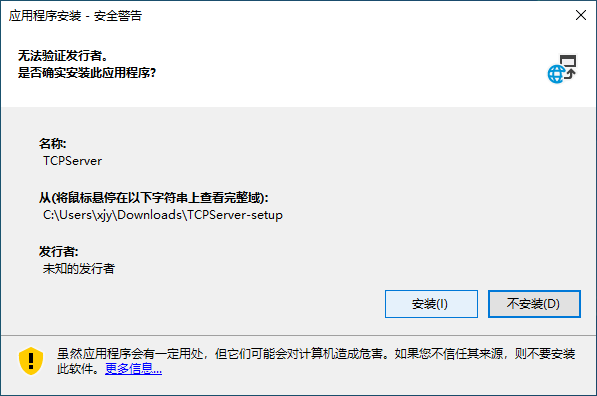 应用程序安装 - 安全警告
无法验证发行者。
是否确实安装此应用程序?
名称:
TCPServer
从(将鼠标悬停在以下字符串上查看完整域):
C:\Users\xjy\Downloads\TCPServer-setup
发行者:
未知的发行者
安装(I) 不安装(D)
虽然应用程序会有一定用处，但它们可能会对计算机造成危害。如果您不信任其来源，则不要安装
此软件。更多信息...